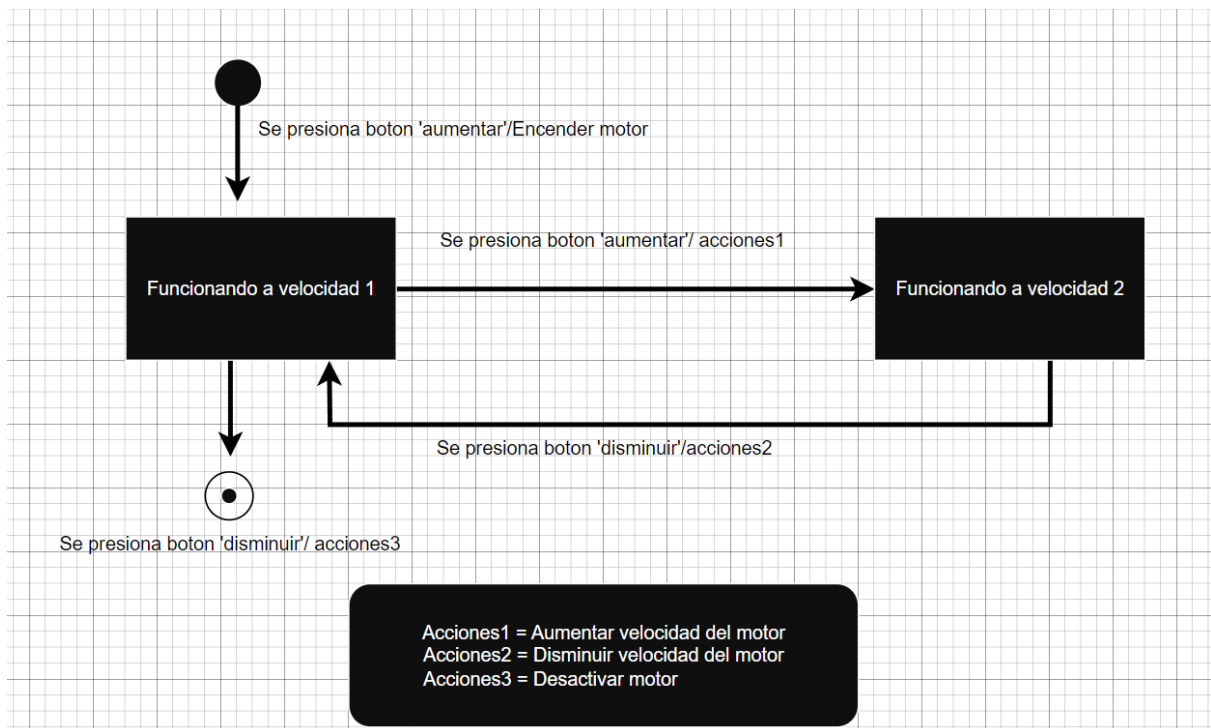 Se presiona boton 'aumentar'/Encender motor
Se presiona boton 'aumentar'/ acciones1
Funcionando a velocidad 1
Funcionando a velocidad 2
Se presiona boton 'disminuir'/acciones2
Se presiona boton 'disminuir'/ acciones3
Acciones1 = Aumentar velocidad del motor
Acciones2 = Disminuir velocidad del motor
Acciones3 = Desactivar motor